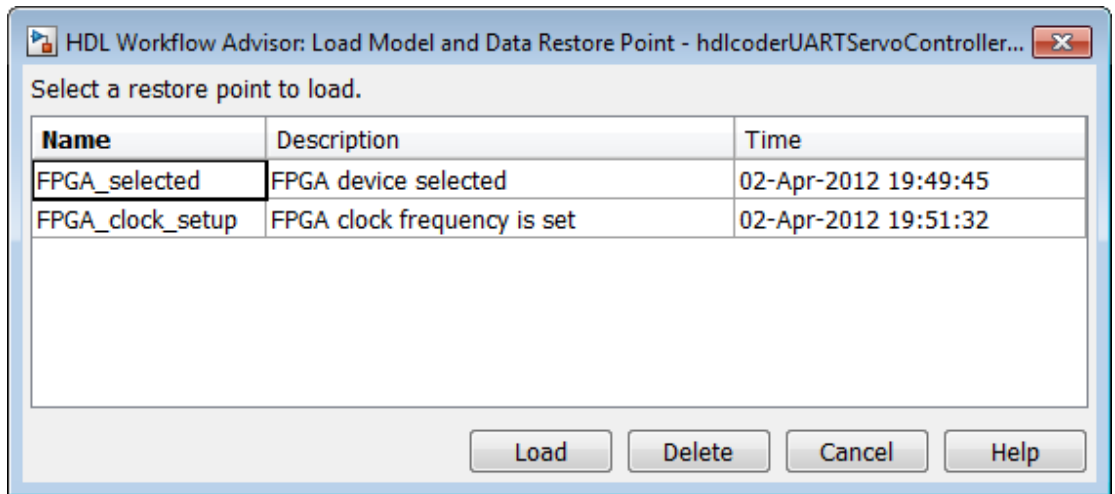 HDL Workflow Advisor: Load Model and Data Restore Point - hdlcoderUARTServoController...
Select a restore point to load.
Name Description Time
FPGA_selected FPGA device selected 02-Apr-2012 19:49:45
FPGA_clock_setup FPGA clock frequency is set 02-Apr-2012 19:51:32
Load Delete Cancel Help